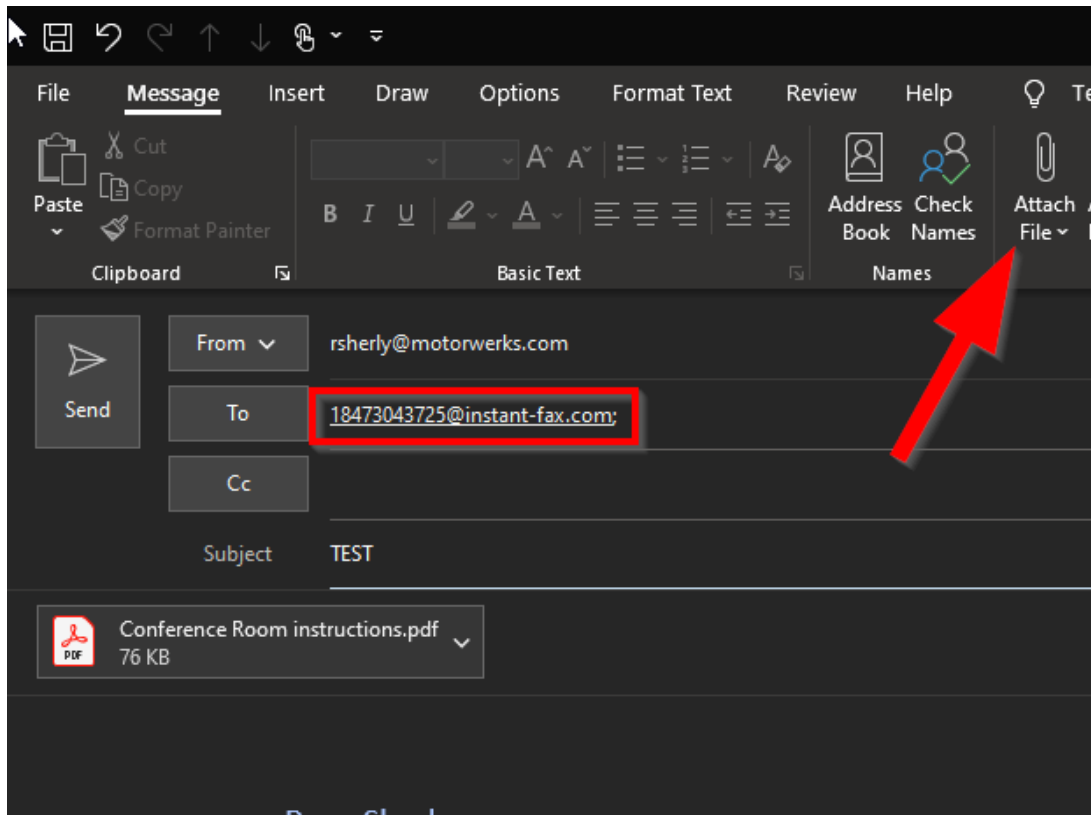 File Message Insert Draw Options Format Text Review Help
Cut
Copy
Format Painter
Paste
Clipboard
B I U A
Basic Text
Address Book
Check Names
Names
Attach File
Send
From rsherly@motorwerks.com
To 18473043725@instant-fax.com;
Cc
Subject TEST
Conference Room instructions.pdf
PDF 76 KB